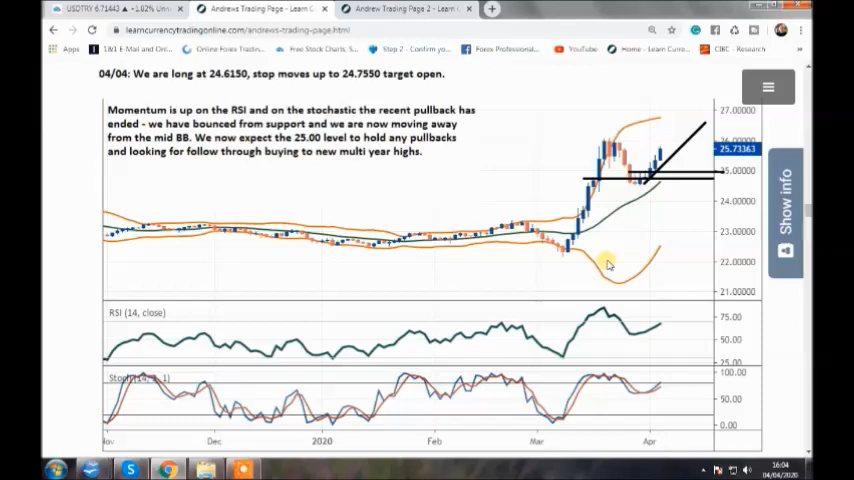 USDTRY 6.71443 ▲ +1.82% Unn
Andrews Trading Page - Learn C
Andrew Trading Page 2 - Learn C
learncurrencytradingonline.com/andrews-trading-page.html
Apps
1&1 E-Mail and Onl...
Online Forex Trading...
Free Stock Charts, S...
Step 2 - Confirm yo...
Forex Professional...
YouTube
Home - Learn Curre...
CIBC
Research
04/04: We are long at 24.6150, stop moves up to 24.7550 target open.
Momentum is up on the RSI and on the stochastic the recent pullback has
ended - we have bounced from support and we are now moving away
from the mid BB. We now expect the 25.00 level to hold any pullbacks
and looking for follow through buying to new multi year highs.
27.00000
25.73363
25.00000
24.00000
23.00000
22.00000
21.00000
Show info
RSI (14, close)
75.00
50.00
25.00
100.00
50.00
0.00
Dec
2020
Feb
Mar
Apr
16:04
04/04/2020